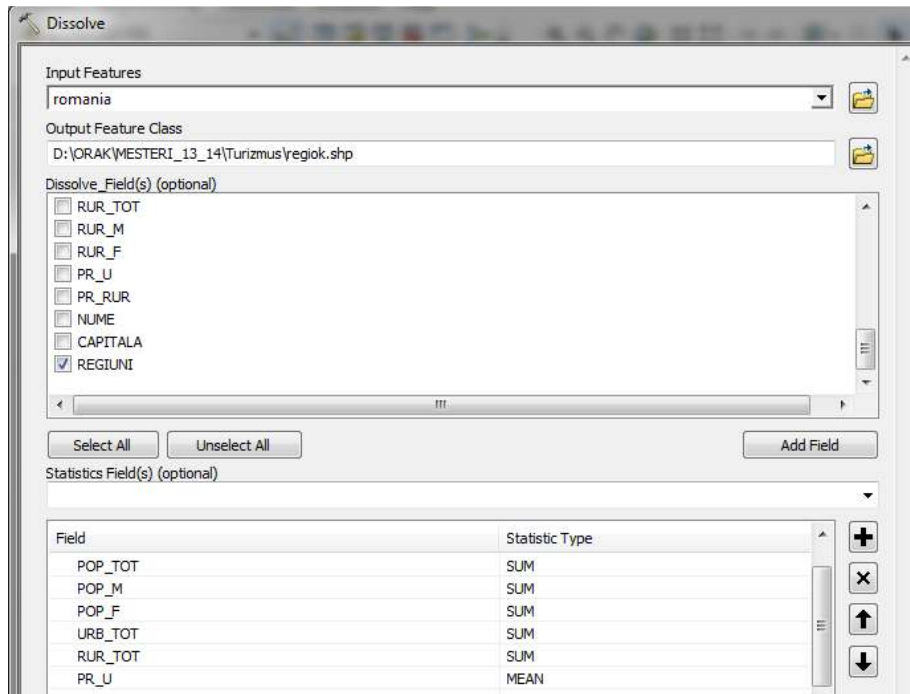 Dissolve
Input Features
romania
Output Feature Class
D:\ORAK\MESTERI_13_14\Turizmus\regiok.shp
Dissolve_Field(s) (optional)
RUR_TOT
RUR_M
RUR_F
PR_U
PR_RUR
NUME
CAPITALA
REGIUNI
Select All Unselect All Add Field
Statistics Field(s) (optional)
Field Statistic Type
POP_TOT SUM
POP_M SUM
POP_F SUM
URB_TOT SUM
RUR_TOT SUM
PR_U MEAN